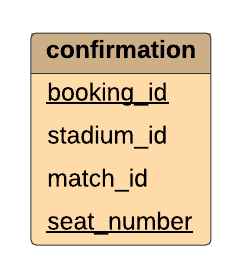 confirmation
booking_id
stadium_id
match_id
seat_number